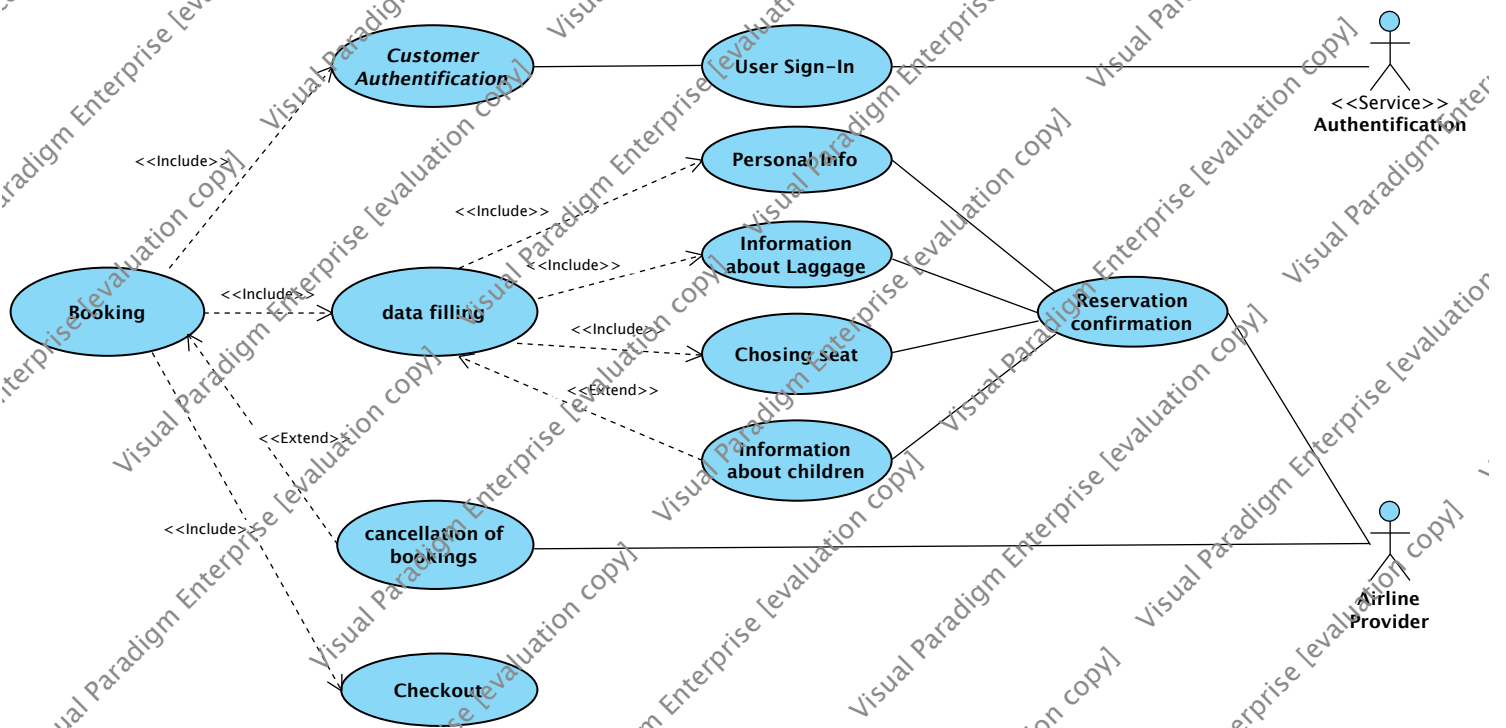 Customer
Authentification
User Sign-In
<<Service>>
Authentification
<<Include>>
Personal Info
<<Include>>
Information
about Laggage
<<Include>>
Booking
<<Include>>
data filling
Reservation
confirmation
<<Include>>
Chosing seat
<<Extend>>
Information
about children
<<Extend>>
cancellation of
bookings
<<Include>>
Airline
Provider
Checkout
Visual Paradigm Enterprise [evaluation copy]